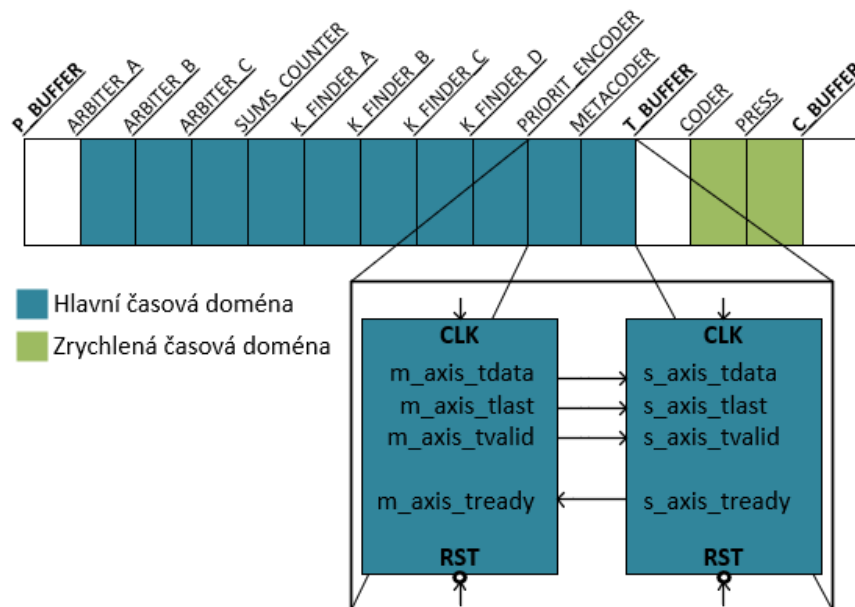 P_BUFFER
ARBITER_A
ARBITER_B
ARBITER_C
SUMS_COUNTER
K_FINDER_A
K_FINDER_B
K_FINDER_C
K_FINDER_D
PRIORIT_ENCODER
METACODER
T_BUFFER
CODER
PRESS
C_BUFFER
Hlavní časová doména
Zrychlená časová doména
CLK
m_axis_tdata
m_axis_tlast
m_axis_tvalid
m_axis_tready
RST
CLK
s_axis_tdata
s_axis_tlast
s_axis_tvalid
s_axis_tready
RST